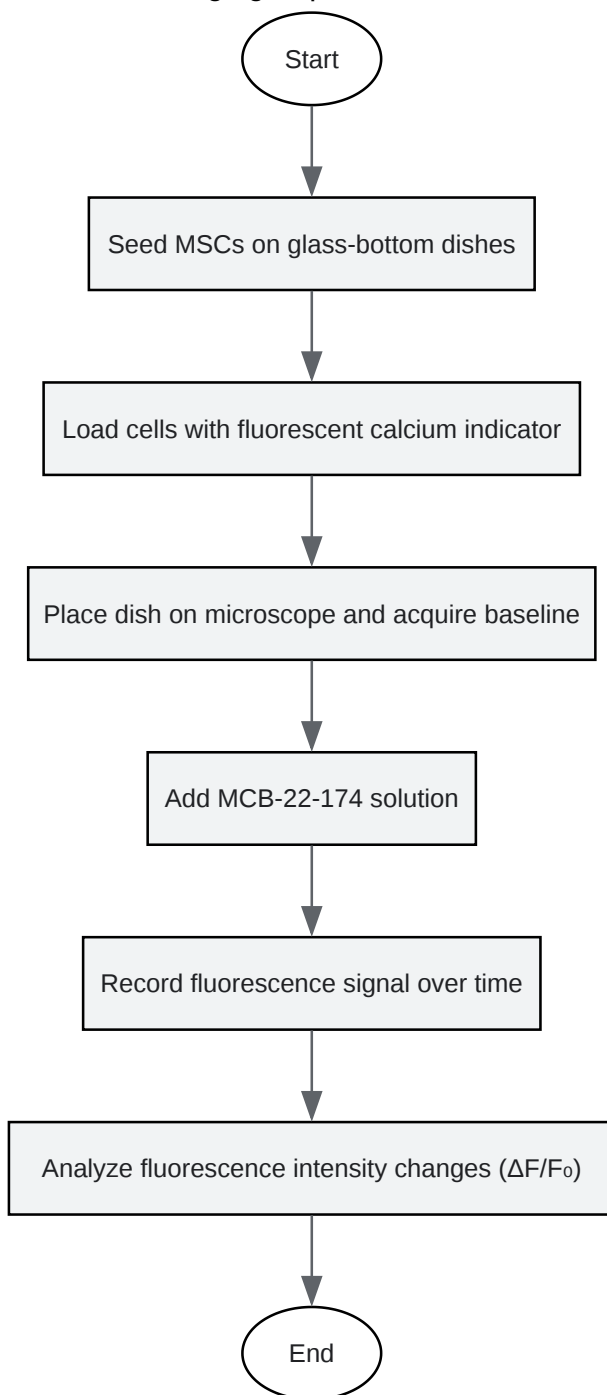 Start
Seed MSCs on glass-bottom dishes
Load cells with fluorescent calcium indicator
Place dish on microscope and acquire baseline
Add MCB-22-174 solution
Record fluorescence signal over time
Analyze fluorescence intensity changes (ΔF/F₀)
End